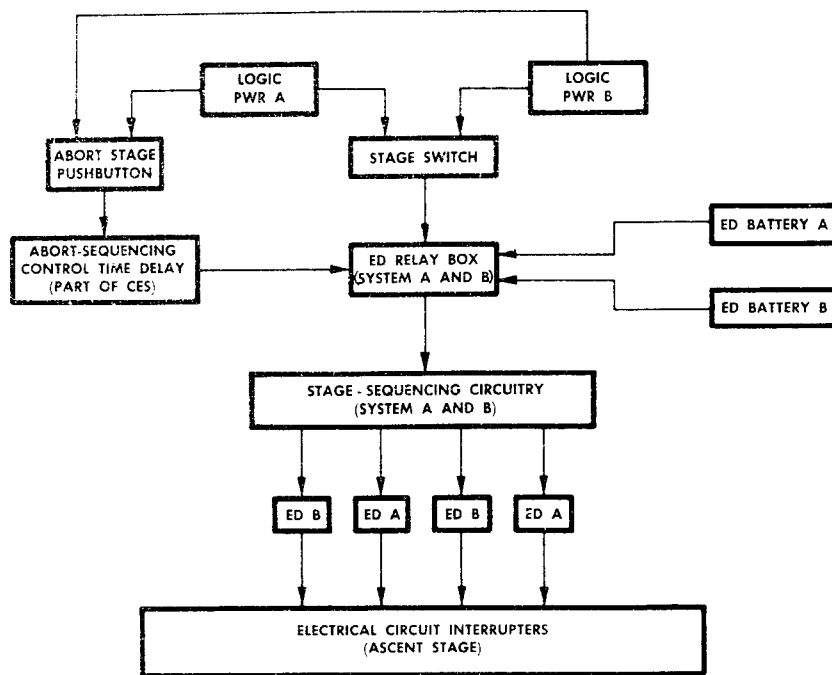 LOGIC
PWR A
LOGIC
PWR B
ABORT STAGE
PUSHBUTTON
STAGE SWITCH
ABORT-SEQUENCING
CONTROL TIME DELAY
(PART OF CES)
ED RELAY BOX
(SYSTEM A AND B)
ED BATTERY A
ED BATTERY B
STAGE - SEQUENCING CIRCUITRY
(SYSTEM A AND B)
ED B
ED A
ED B
ED A
ELECTRICAL CIRCUIT INTERRUPTERS
(ASCENT STAGE)